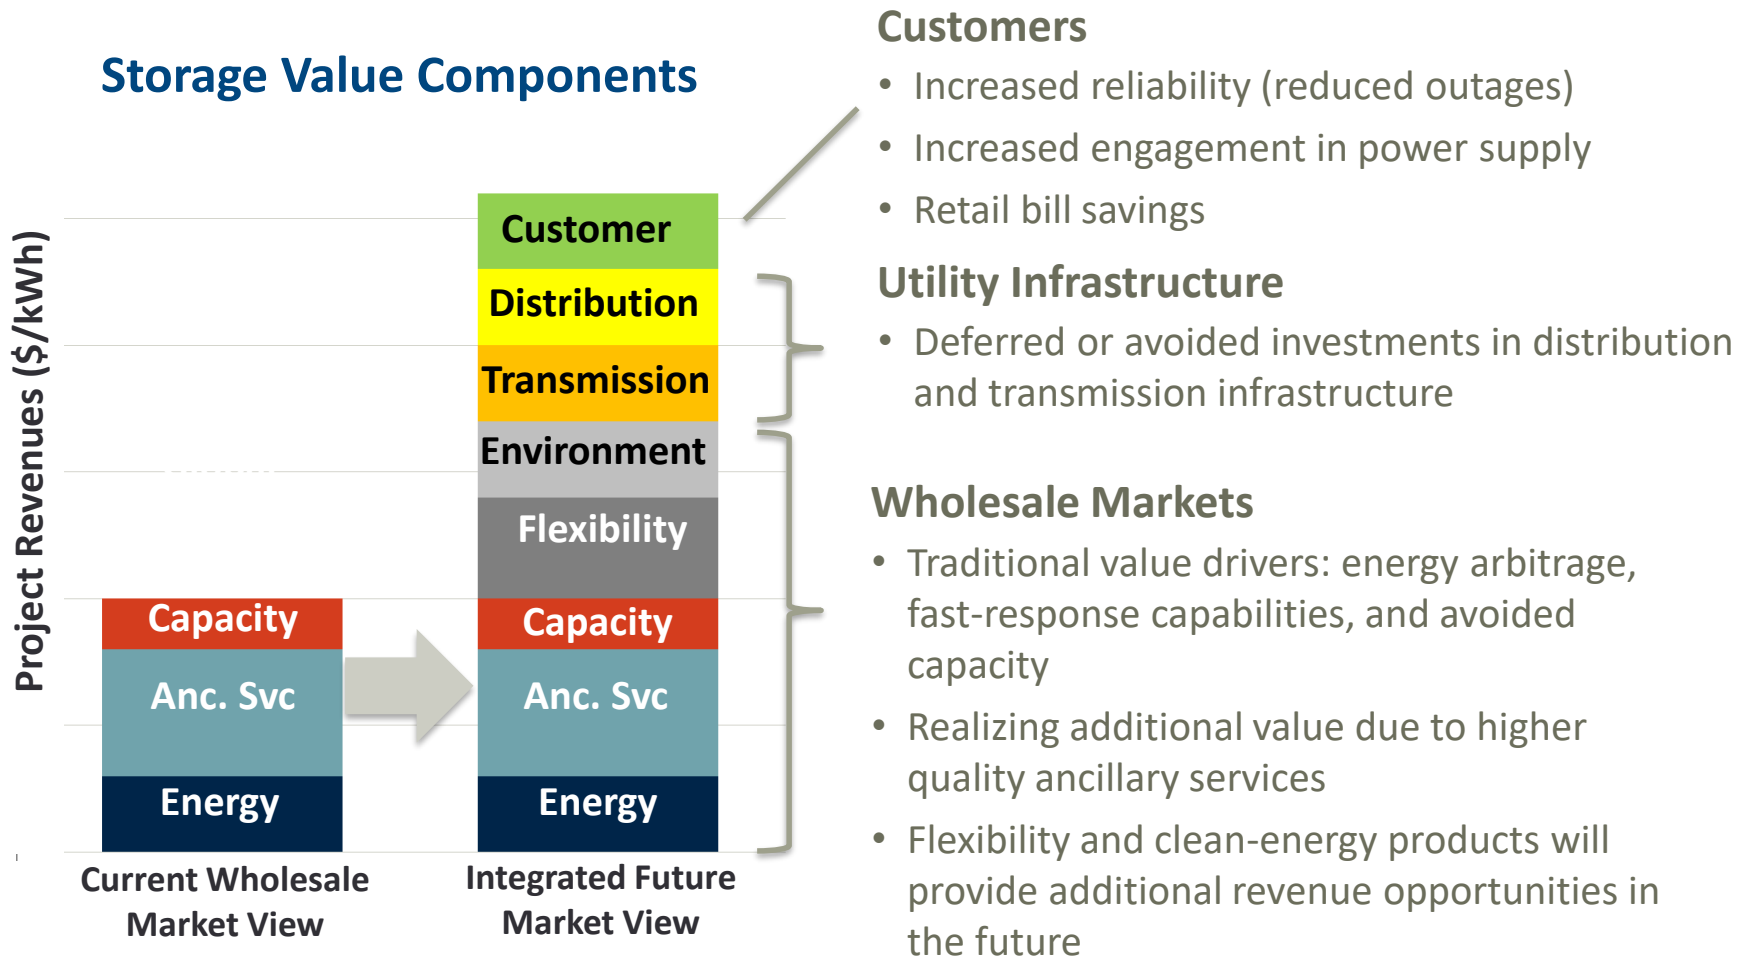 Storage Value Components
Project Revenues ($/kWh)
Capacity
Anc. Svc
Energy
Current Wholesale
Market View
Customer
Distribution
Transmission
Environment
Flexibility
Capacity
Anc. Svc
Energy
Integrated Future
Market View
Customers
• Increased reliability (reduced outages)
• Increased engagement in power supply
• Retail bill savings
Utility Infrastructure
• Deferred or avoided investments in distribution
and transmission infrastructure
Wholesale Markets
• Traditional value drivers: energy arbitrage,
fast-response capabilities, and avoided
capacity
• Realizing additional value due to higher
quality ancillary services
• Flexibility and clean-energy products will
provide additional revenue opportunities in
the future